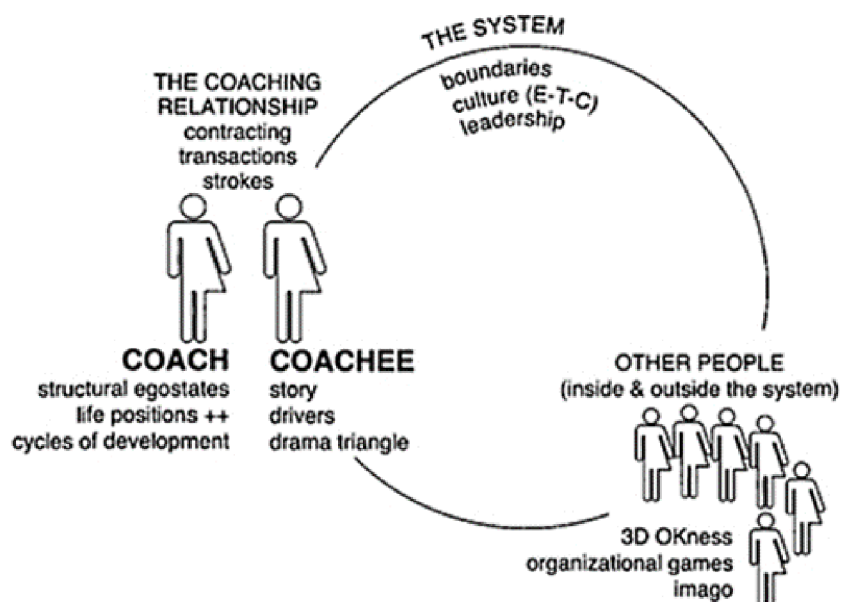 THE SYSTEM
boundaries
culture (E-T-C)
leadership
THE COACHING
RELATIONSHIP
contracting
transactions
strokes
COACH
structural egostates
life positions ++
cycles of development
COACHEE
story
drivers
drama triangle
OTHER PEOPLE
(inside & outside the system)
3D OKness
organizational games
imago